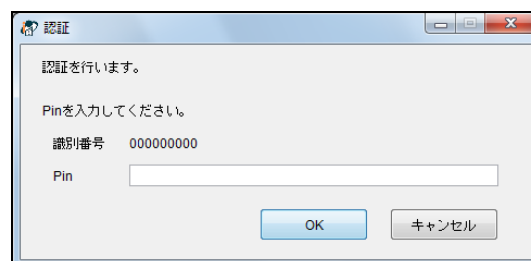 認証
認証を行います。
Pinを入力してください。
識別番号 000000000
Pin
OK キャンセル